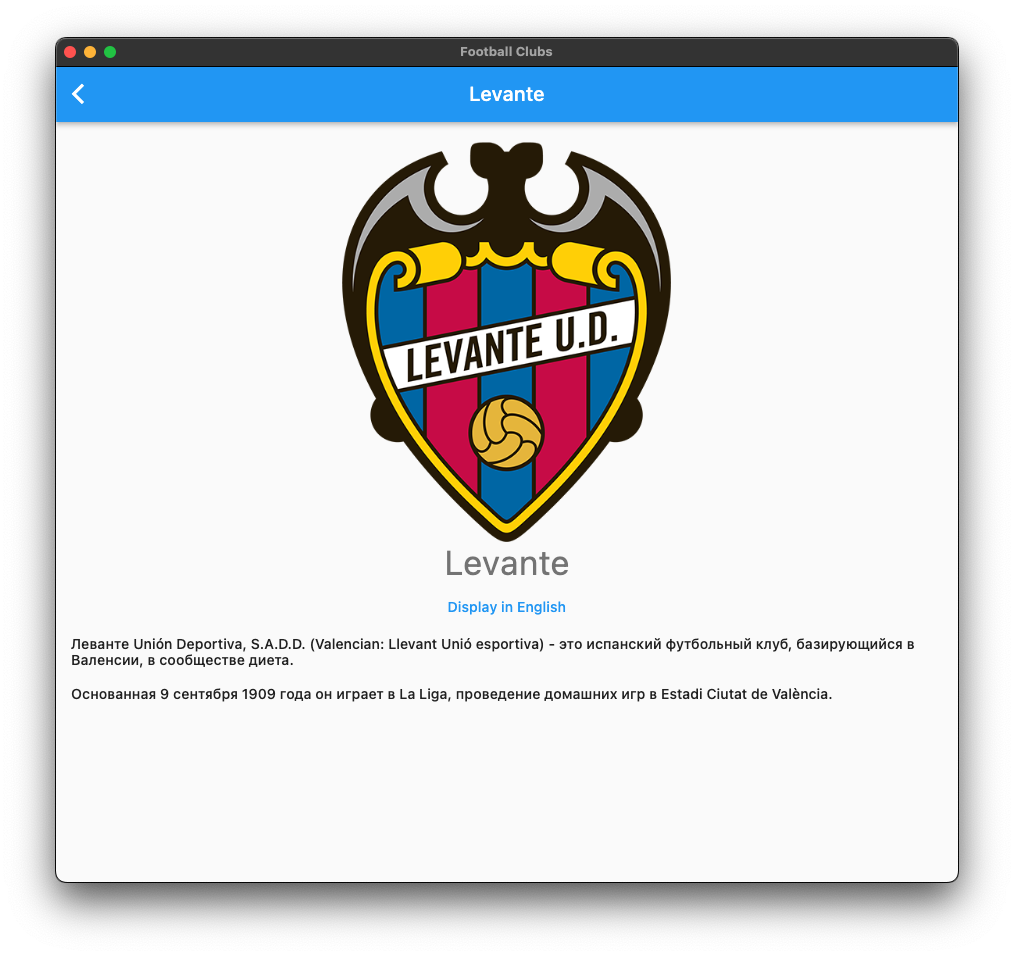 Football Clubs
Levante
LEVANTE U.D.
Levante
Display in English
Леванте Unión Deportiva, S.A.D.D. (Valencian: Llevant Unió esportiva) - это испанский футбольный клуб, базирующийся в
Валенсии, в сообществе диета.
Основанная 9 сентября 1909 года он играет в La Liga, проведение домашних игр в Estadi Ciutat de València.